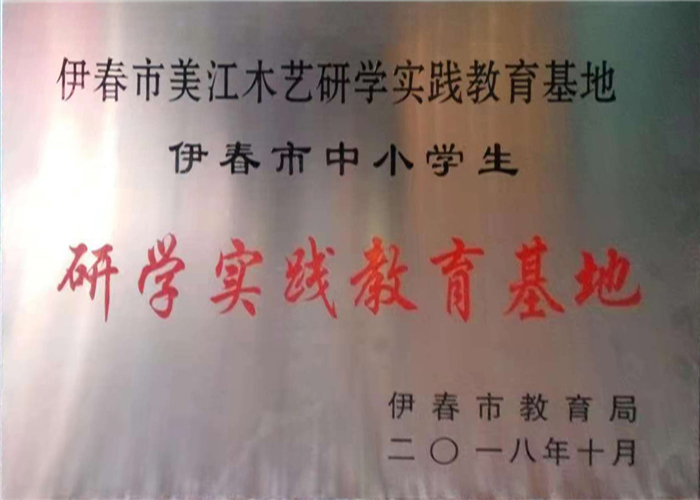 伊春市美江木艺研学实践教育基地
伊春市中小学生
研学实践教育基地
伊春市教育局
二〇一八年十月